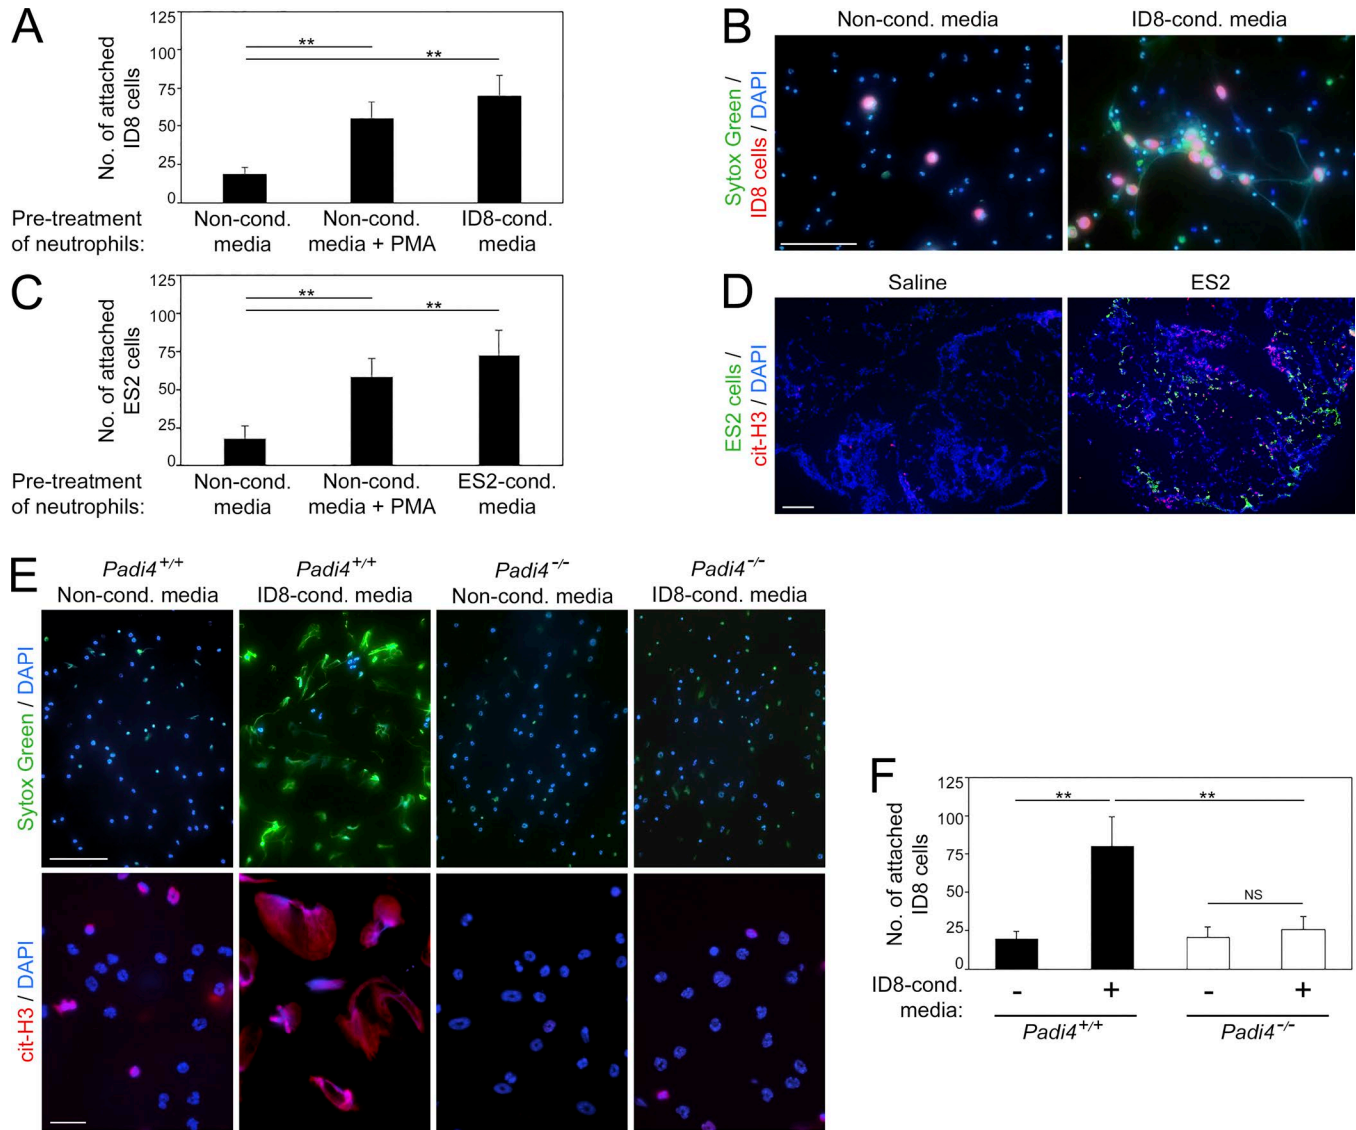 A
125
100
75
50
25
0
No. of attached
ID8 cells
**
**
Pre-treatment
of neutrophils:
Non-cond.
media
Non-cond.
media + PMA
ID8-cond.
media
B
Non-cond. media
ID8-cond. media
Sytox Green /
ID8 cells / DAPI
C
125
100
75
50
25
0
No. of attached
ES2 cells
**
**
Pre-treatment
of neutrophils:
Non-cond.
media
Non-cond.
media + PMA
ES2-cond.
media
D
Saline
ES2
ES2 cells /
cit-H3 / DAPI
E
Padi4+/+
Non-cond. media
Padi4+/+
ID8-cond. media
Padi4-/-
Non-cond. media
Padi4-/-
ID8-cond. media
Sytox Green / DAPI
cit-H3 / DAPI
F
125
100
75
50
25
0
No. of attached
ID8 cells
**
**
NS
ID8-cond.
media:
- + - +
Padi4+/+ Padi4-/-